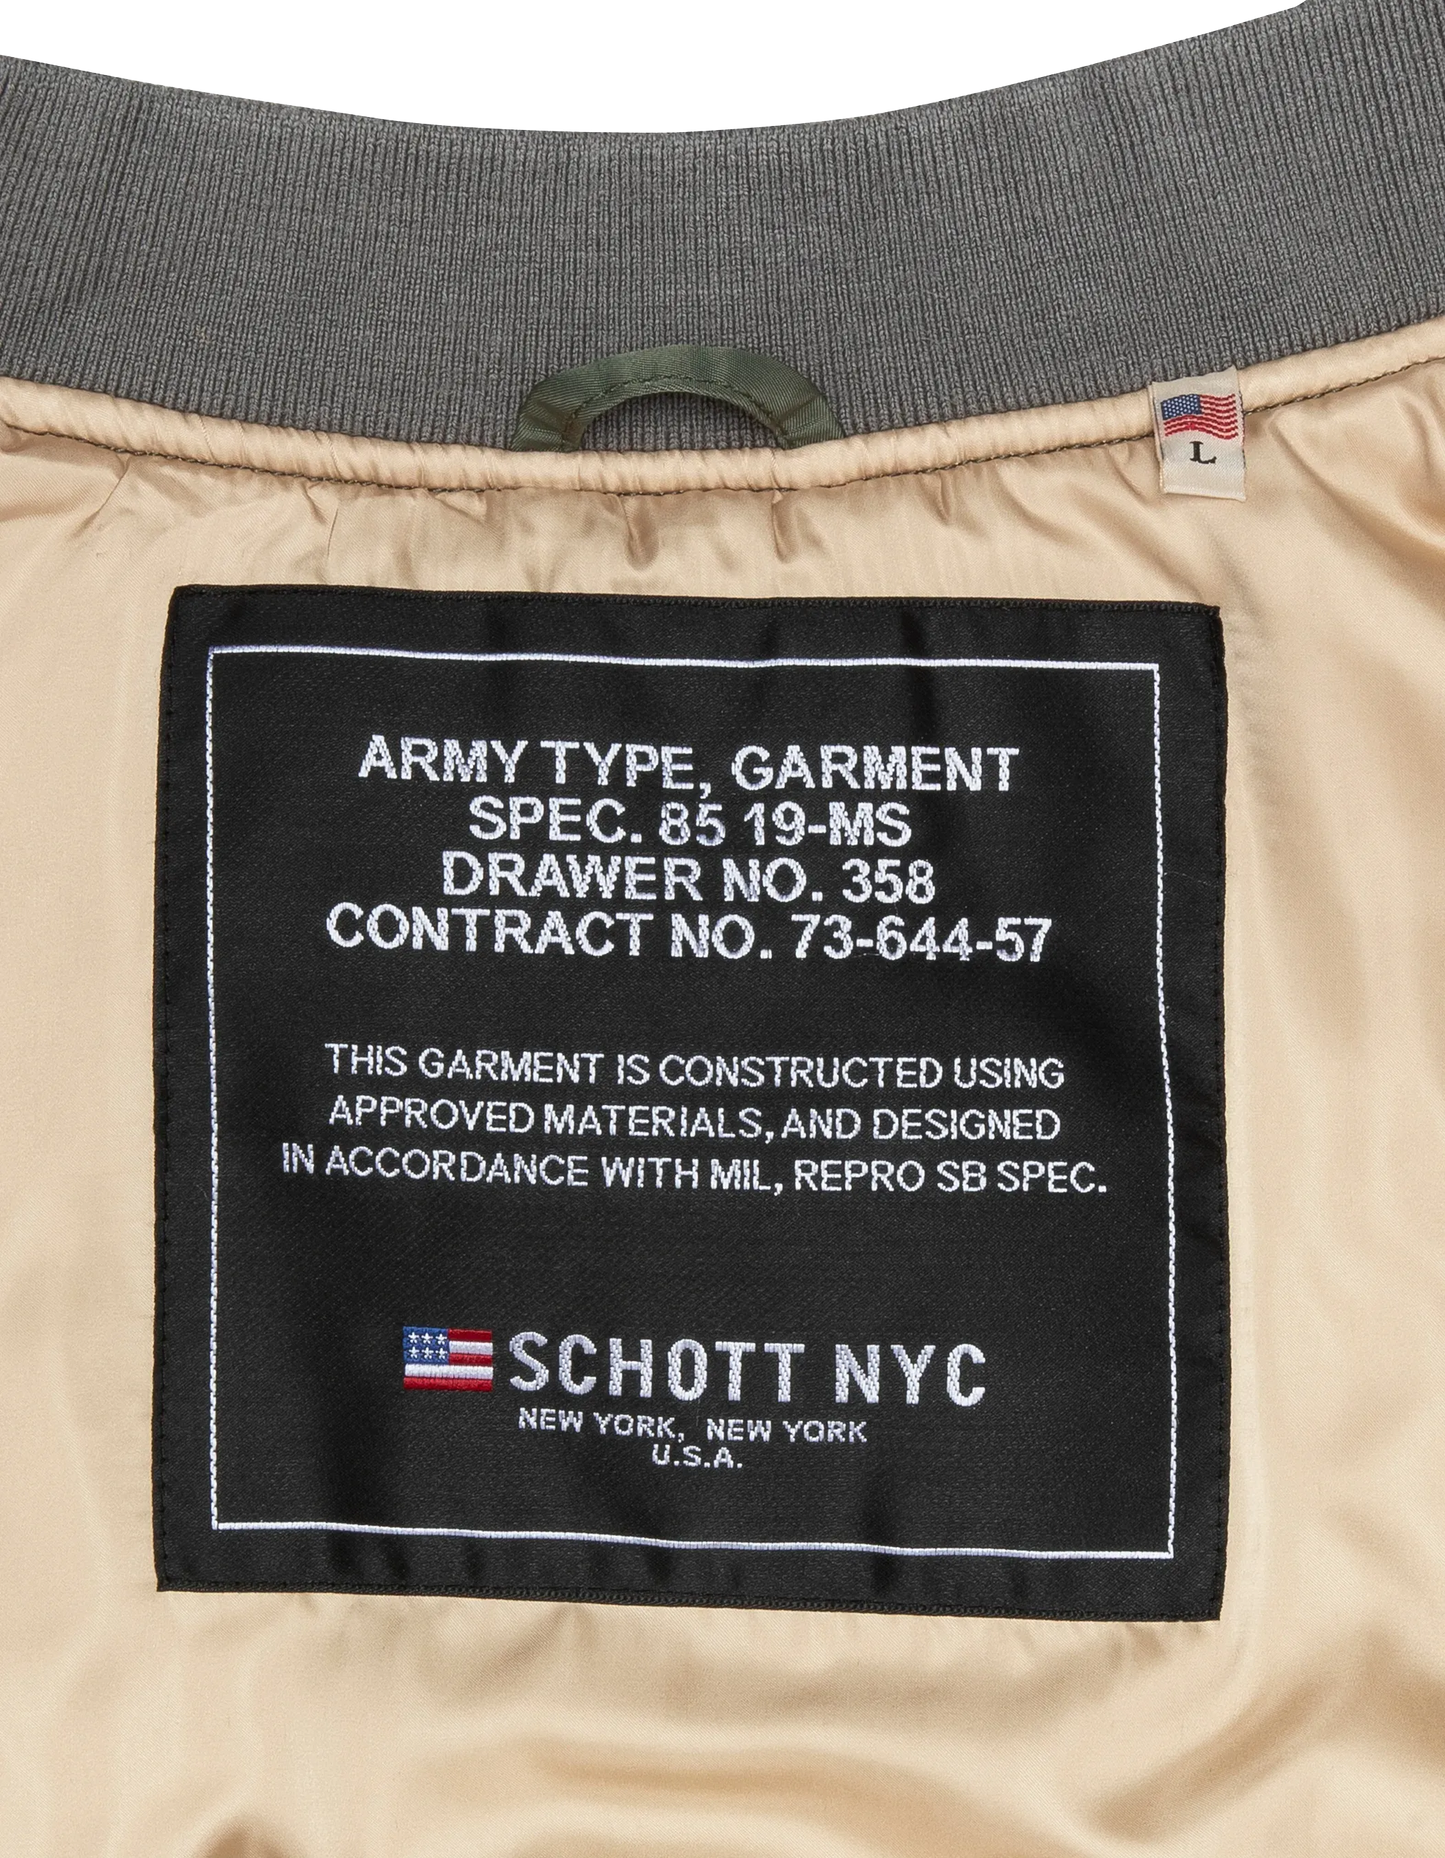 L
ARMY TYPE, GARMENT
SPEC. 85 19-MS
DRAWER NO. 358
CONTRACT NO. 73-644-57
THIS GARMENT IS CONSTRUCTED USING
APPROVED MATERIALS, AND DESIGNED
IN ACCORDANCE WITH MIL, REPRO SB SPEC.
SCHOTT NYC
NEW YORK, NEW YORK
U.S.A.